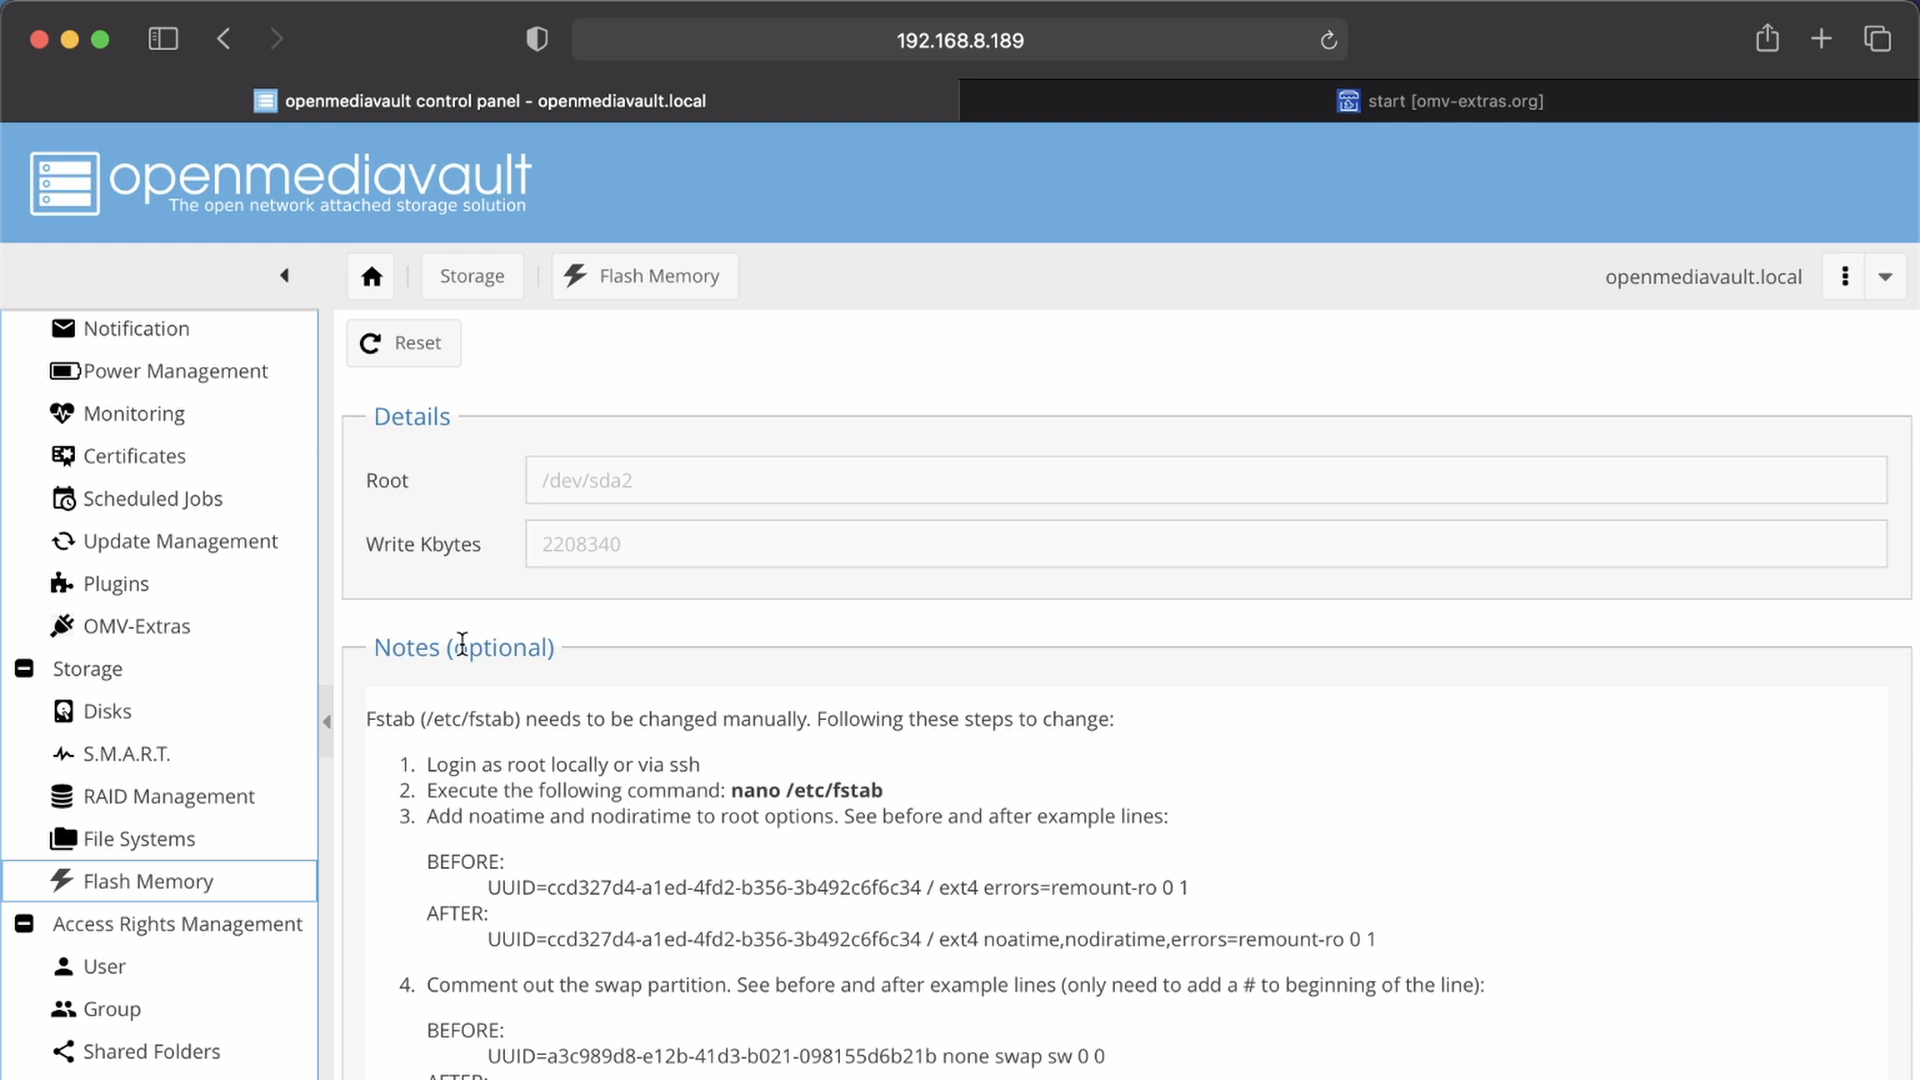 192.168.8.189
openmediavault control panel - openmediavault.local
start [omv-extras.org]
openmediavault
The open network attached storage solution
Storage
Flash Memory
openmediavault.local
Notification
Power Management
Monitoring
Certificates
Scheduled Jobs
Update Management
Plugins
OMV-Extras
Storage
Disks
S.M.A.R.T.
RAID Management
File Systems
Flash Memory
Access Rights Management
User
Group
Shared Folders
Reset
Details
Root
/dev/sda2
Write Kbytes
2208340
Notes (optional)
Fstab (/etc/fstab) needs to be changed manually. Following these steps to change:
1. Login as root locally or via ssh
2. Execute the following command: nano /etc/fstab
3. Add noatime and nodiratime to root options. See before and after example lines:
BEFORE:
UUID=ccd327d4-a1ed-4fd2-b356-3b492c6f6c34 / ext4 errors=remount-ro 0 1
AFTER:
UUID=ccd327d4-a1ed-4fd2-b356-3b492c6f6c34 / ext4 noatime,nodiratime,errors=remount-ro 0 1
4. Comment out the swap partition. See before and after example lines (only need to add a # to beginning of the line):
BEFORE:
UUID=a3c989d8-e12b-41d3-b021-098155d6b21b none swap sw 0 0
AFTER: